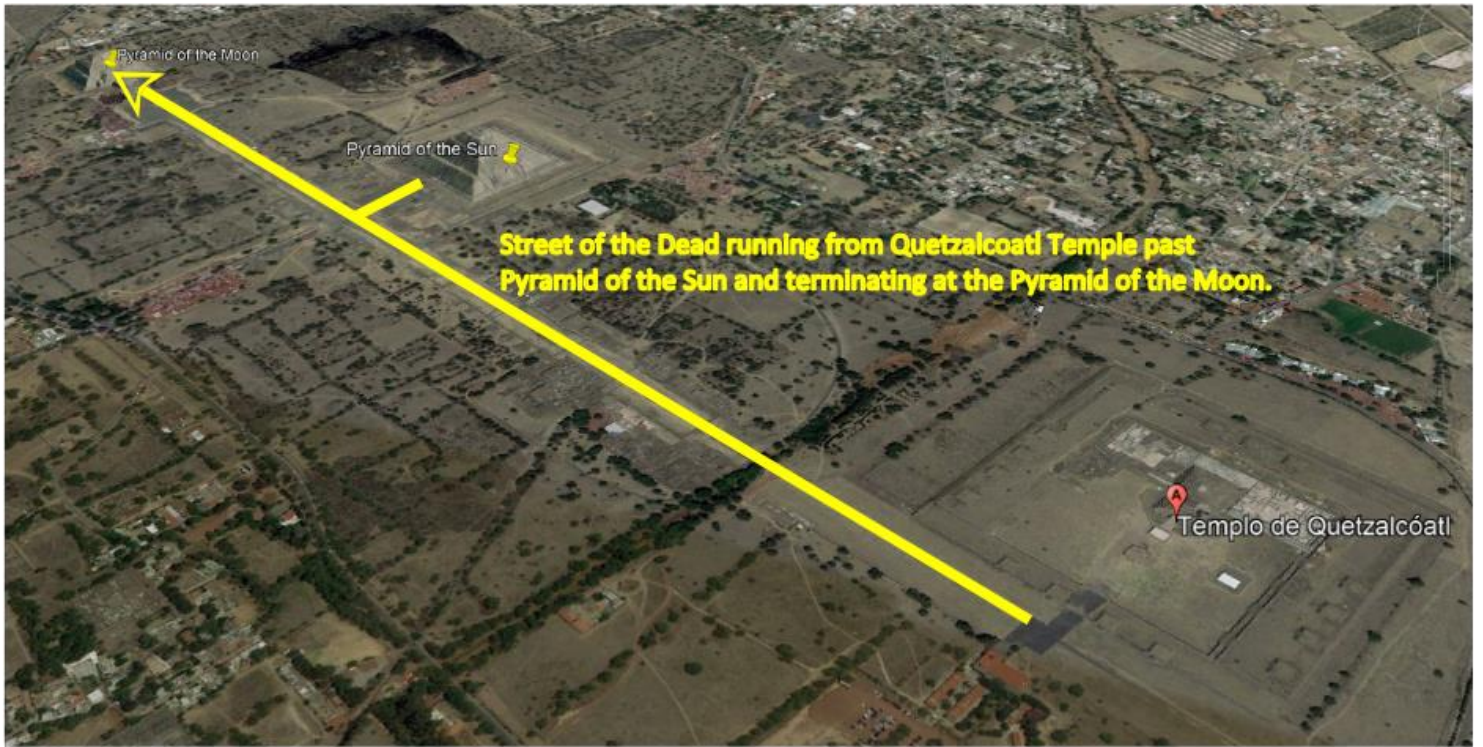 Pyramid of the Moon
Pyramid of the Sun
Street of the Dead running from Quetzalcoatl Temple past
Pyramid of the Sun and terminating at the Pyramid of the Moon.
A
Templo de Quetzalcóatl